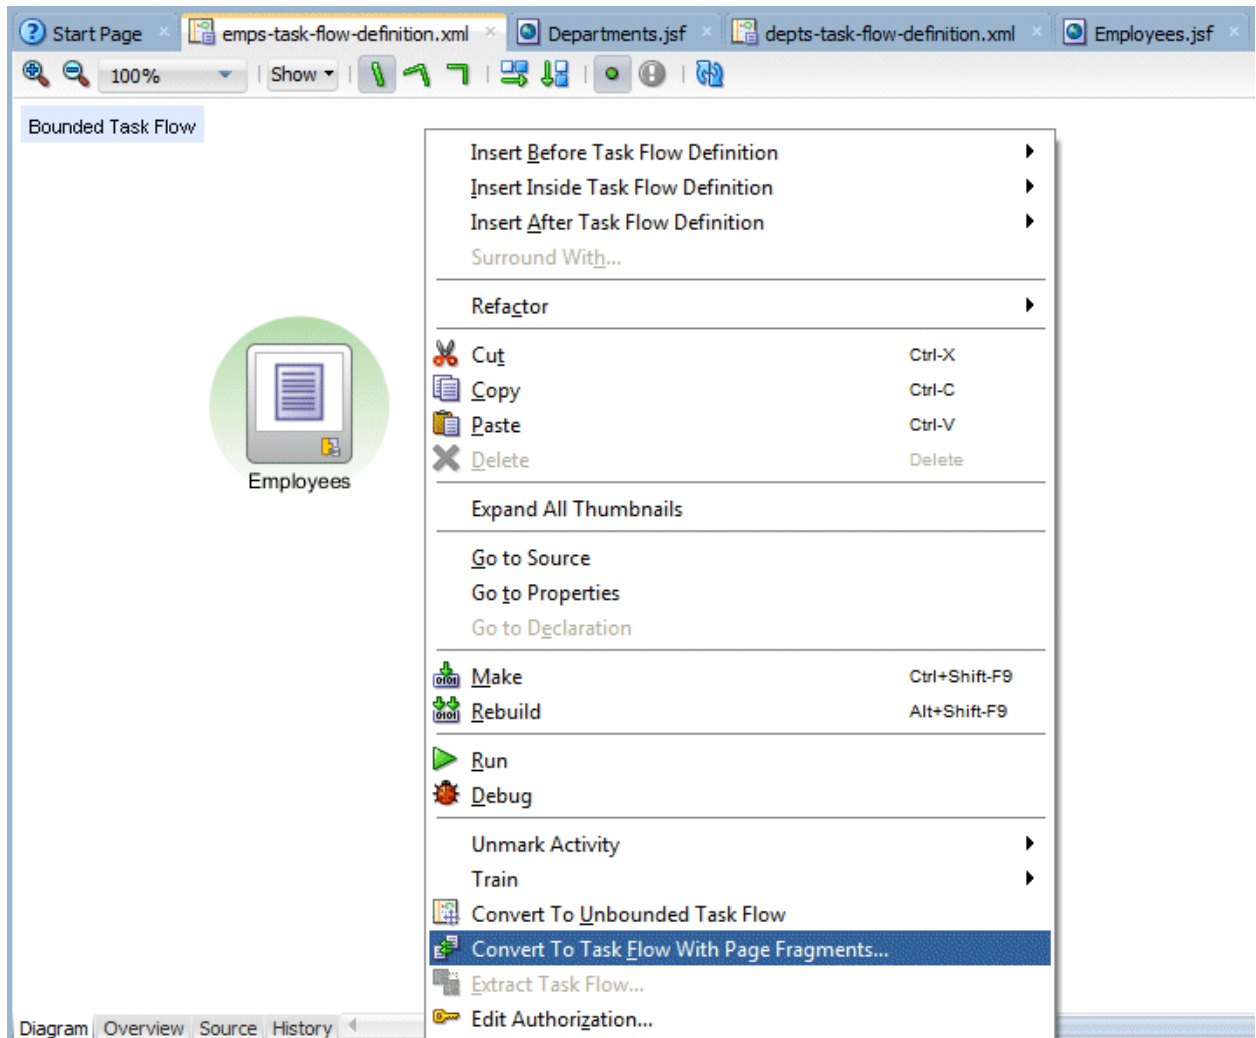 Start Page emps-task-flow-definition.xml Departments.jsf depts-task-flow-definition.xml Employees.jsf
100% Show
Bounded Task Flow
Insert Before Task Flow Definition
Insert Inside Task Flow Definition
Insert After Task Flow Definition
Surround With...
Refactor
Cut Ctrl-X
Copy Ctrl-C
Paste Ctrl-V
Delete Delete
Employees
Expand All Thumbnails
Go to Source
Go to Properties
Go to Declaration
Make Ctrl+Shift-F9
Rebuild Alt+Shift-F9
Run
Debug
Unmark Activity
Train
Convert To Unbounded Task Flow
Convert To Task Flow With Page Fragments...
Extract Task Flow...
Edit Authorization...
Diagram Overview Source History